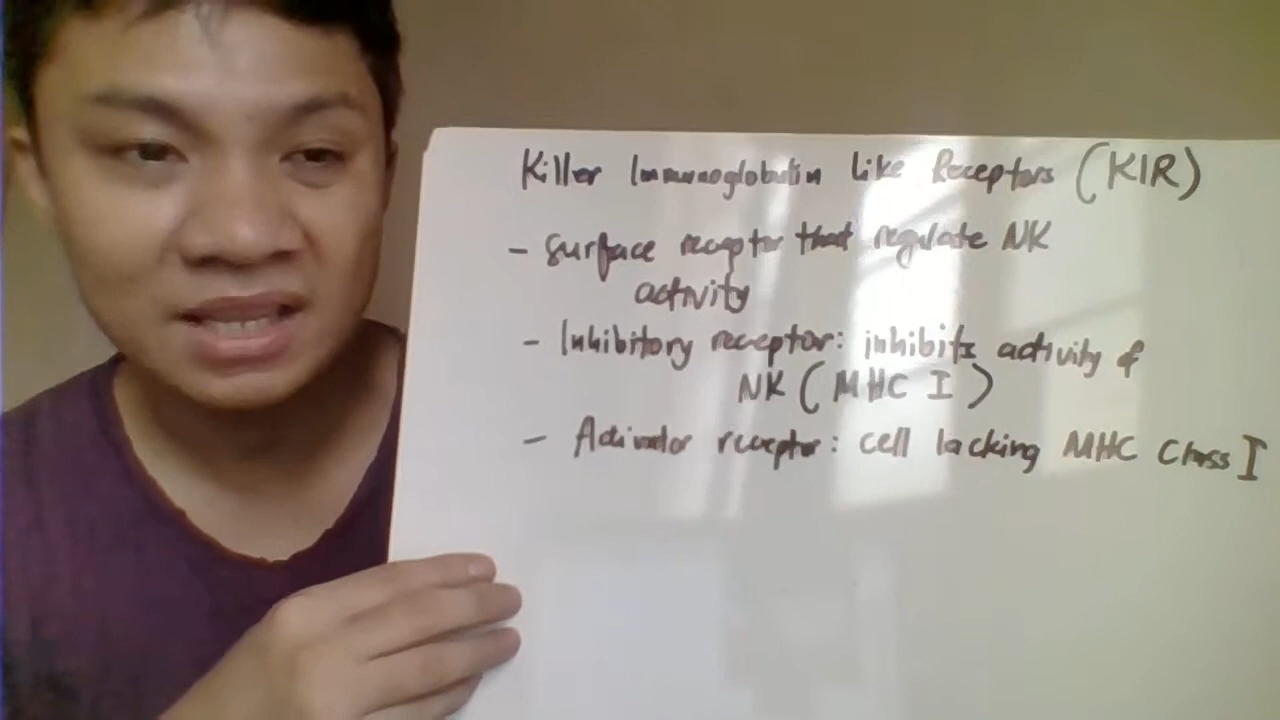 Killer Immunoglobulin Like Receptors (KIR)
- Surface receptor that regulate NK
activity
- Inhibitory receptor: inhibits activity of
NK (MHC I)
- Activator receptor: cell lacking MHC Class I